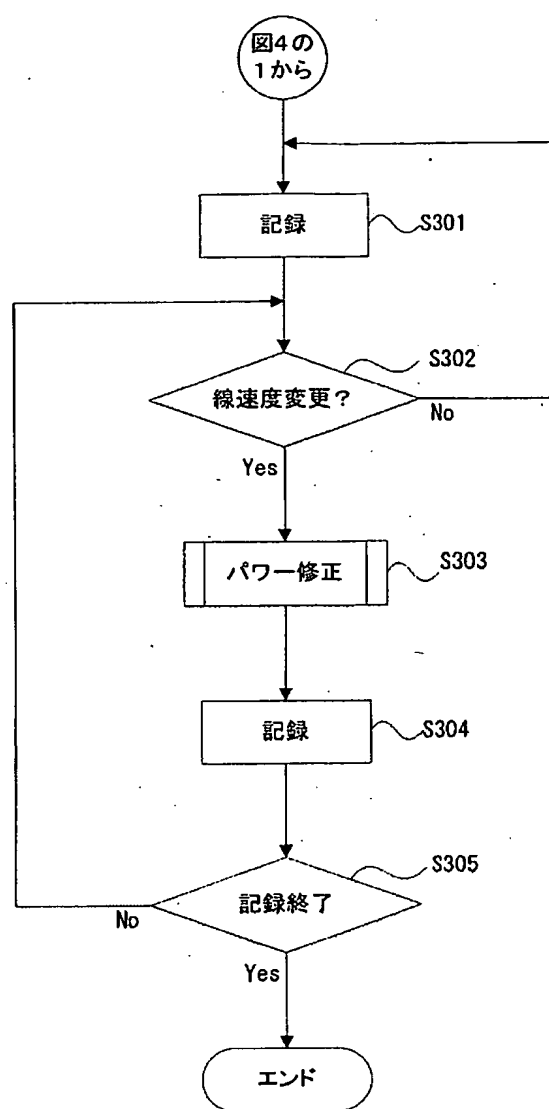 図4の
1から
記録
S301
S302
線速度変更？
No
Yes
パワー修正
S303
記録
S304
S305
記録終了
No
Yes
エンド